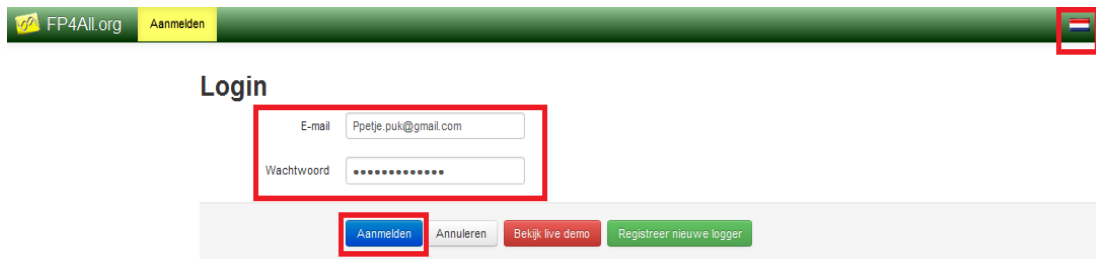 FP4All.org Aanmelden
Login
E-mail Ppetje.puk@gmail.com
Wachtwoord •••••••••••••
Aanmelden Annuleren Bekijk live demo Registreer nieuwe logger